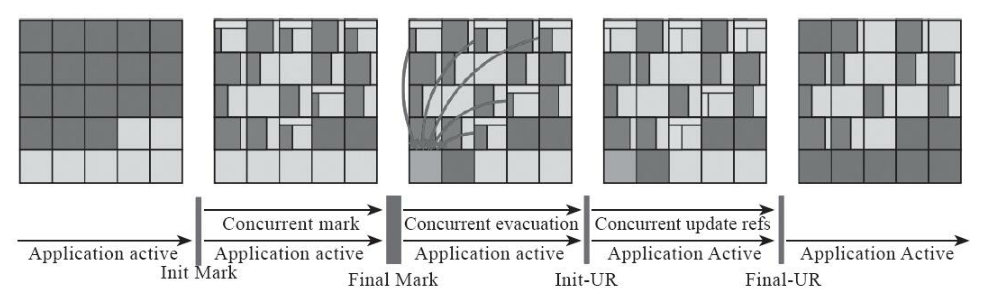 Concurrent mark
Concurrent evacuation
Concurrent update refs
Application active
Application active
Application active
Application Active
Application Active
Init Mark
Final Mark
Init-UR
Final-UR